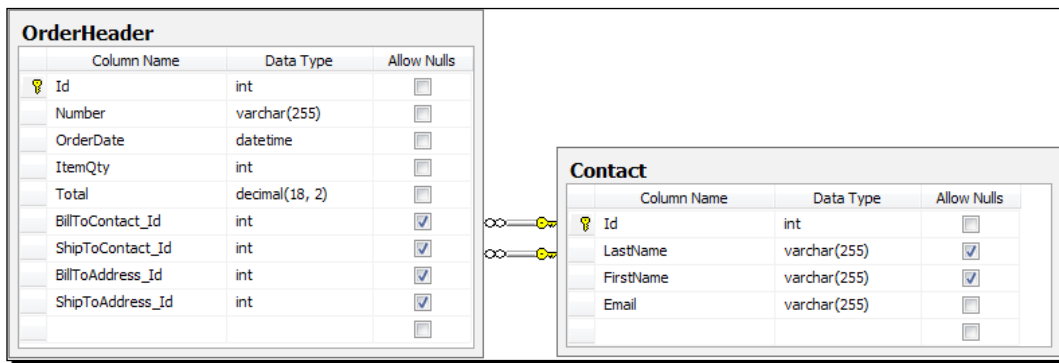 OrderHeader
Column Name Data Type Allow Nulls
Id int
Number varchar(255)
OrderDate datetime
ItemQty int
Total decimal(18, 2)
BillToContact_Id int
ShipToContact_Id int
BillToAddress_Id int
ShipToAddress_Id int
Contact
Column Name Data Type Allow Nulls
Id int
LastName varchar(255)
FirstName varchar(255)
Email varchar(255)